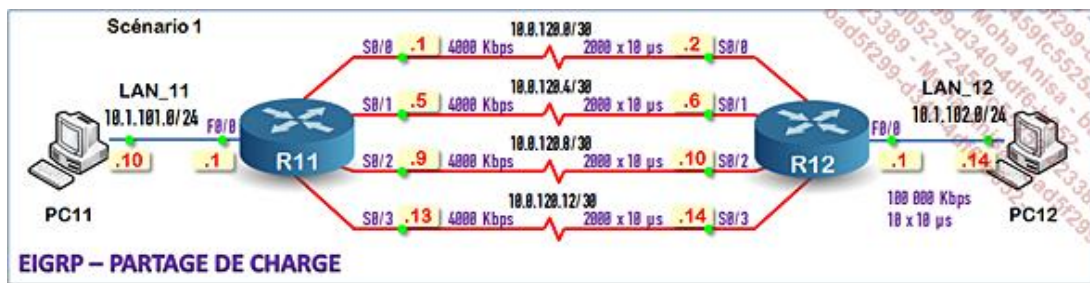 Scénario 1
10.0.120.0/30
S0/0 .1 4000 Kbps 2000 x 10 µs .2 S0/0
LAN_11
10.1.101.0/24
F0/0
.10
.1
PC11
R11
10.0.120.4/30
S0/1 .5 4000 Kbps 2000 x 10 µs .6 S0/1
10.0.120.8/30
S0/2 .9 4000 Kbps 2000 x 10 µs .10 S0/2
10.0.120.12/30
S0/3 .13 4000 Kbps 2000 x 10 µs .14 S0/3
R12
LAN_12
10.1.102.0/24
F0/0
.1
.14
100 000 Kbps
10 x 10 µs
PC12
EIGRP – PARTAGE DE CHARGE
Moha Anisa